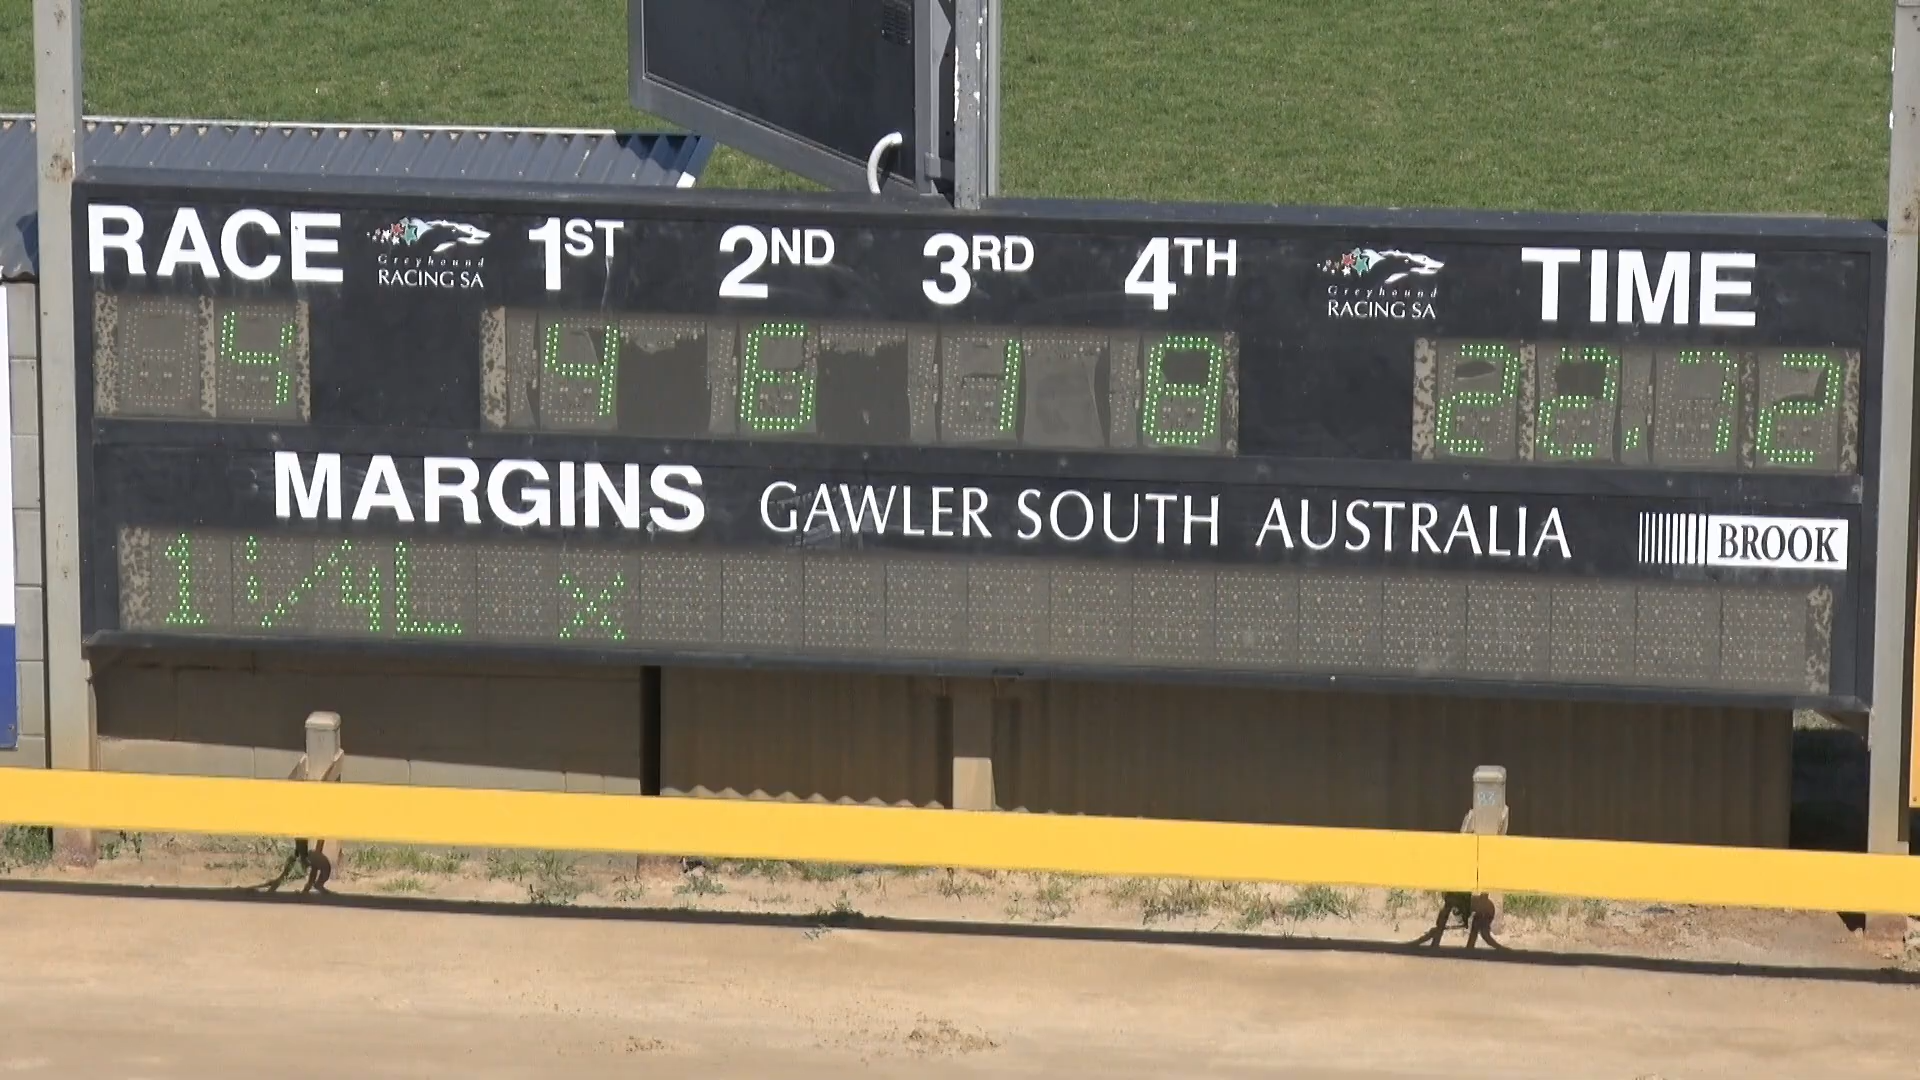 RACE Greyhound RACING SA 1ST 2ND 3RD 4TH Greyhound RACING SA TIME
4 4 6 1 8 22.72
MARGINS GAWLER SOUTH AUSTRALIA BROOK
1 1/4L X
83